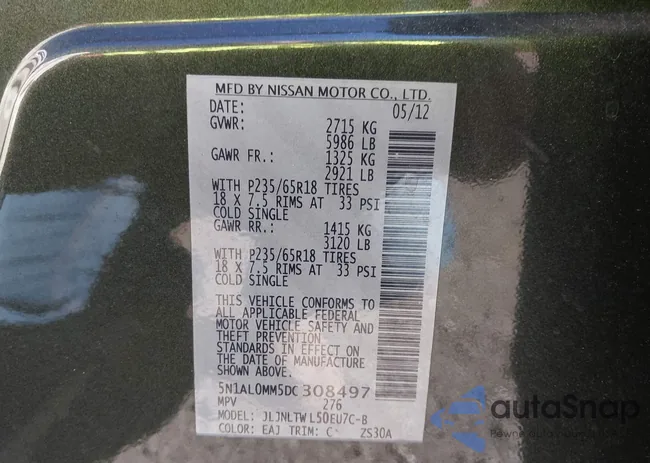 MFD BY NISSAN MOTOR CO., LTD.
DATE: 05/12
GVWR: 2715 KG
5986 LB
GAWR FR.: 1325 KG
2921 LB
WITH P235/65R18 TIRES
18 X 7.5 RIMS AT 33 PSI
COLD SINGLE
GAWR RR.: 1415 KG
3120 LB
WITH P235/65R18 TIRES
18 X 7.5 RIMS AT 33 PSI
COLD SINGLE
THIS VEHICLE CONFORMS TO
ALL APPLICABLE FEDERAL
MOTOR VEHICLE SAFETY AND
THEFT PREVENTION
STANDARDS IN EFFECT ON
THE DATE OF MANUFACTURE
SHOWN ABOVE.
5N1AL0MM5DC308497
MPV 276
MODEL: JLJNLTWL50EU7C-B
COLOR: EAJ TRIM: C ZS30A
autoSnap